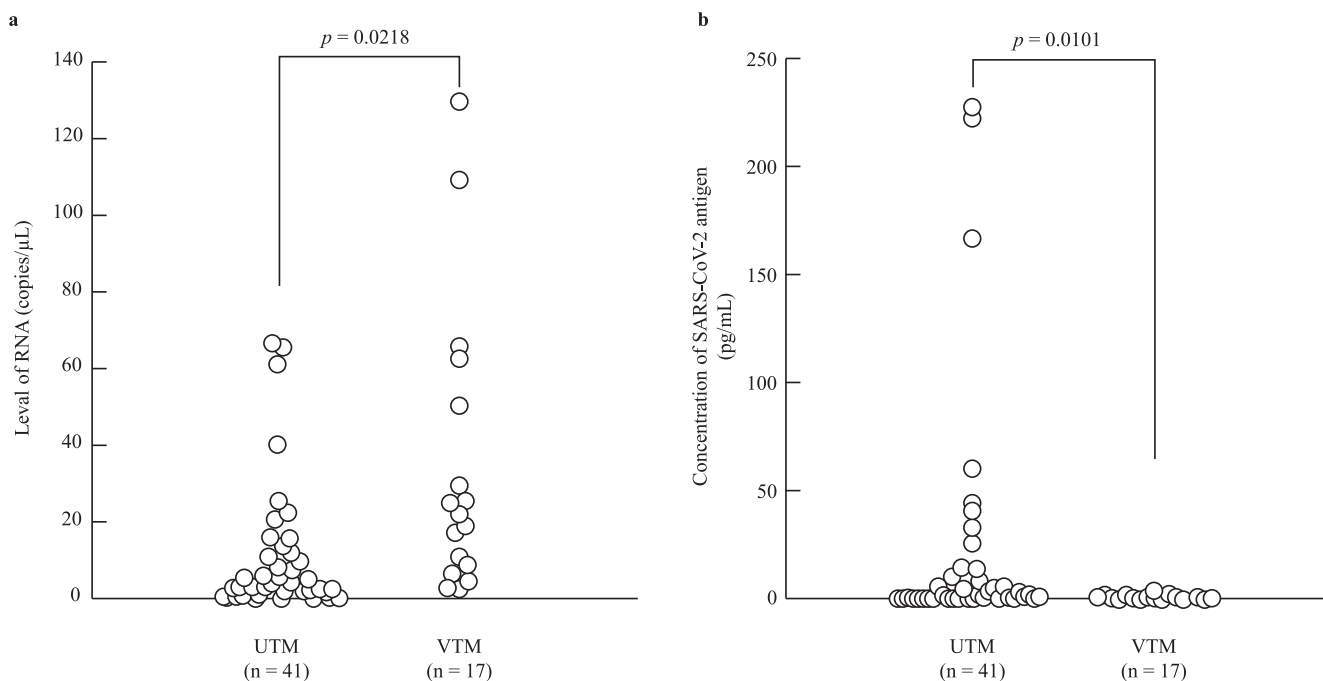 a
p = 0.0218
140
120
100
80
60
40
20
0
Leval of RNA (copies/µL)
UTM
(n = 41)
VTM
(n = 17)
b
p = 0.0101
250
200
150
100
50
0
Concentration of SARS-CoV-2 antigen
(pg/mL)
UTM
(n = 41)
VTM
(n = 17)